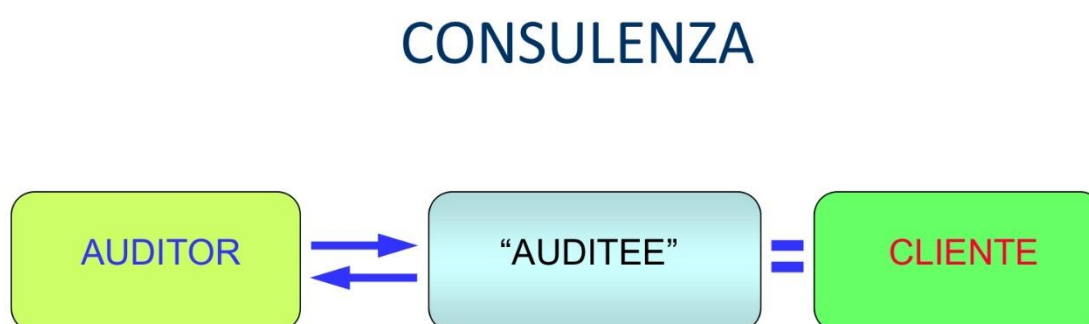 CONSULENZA
AUDITOR
“AUDITEE”
=
CLIENTE